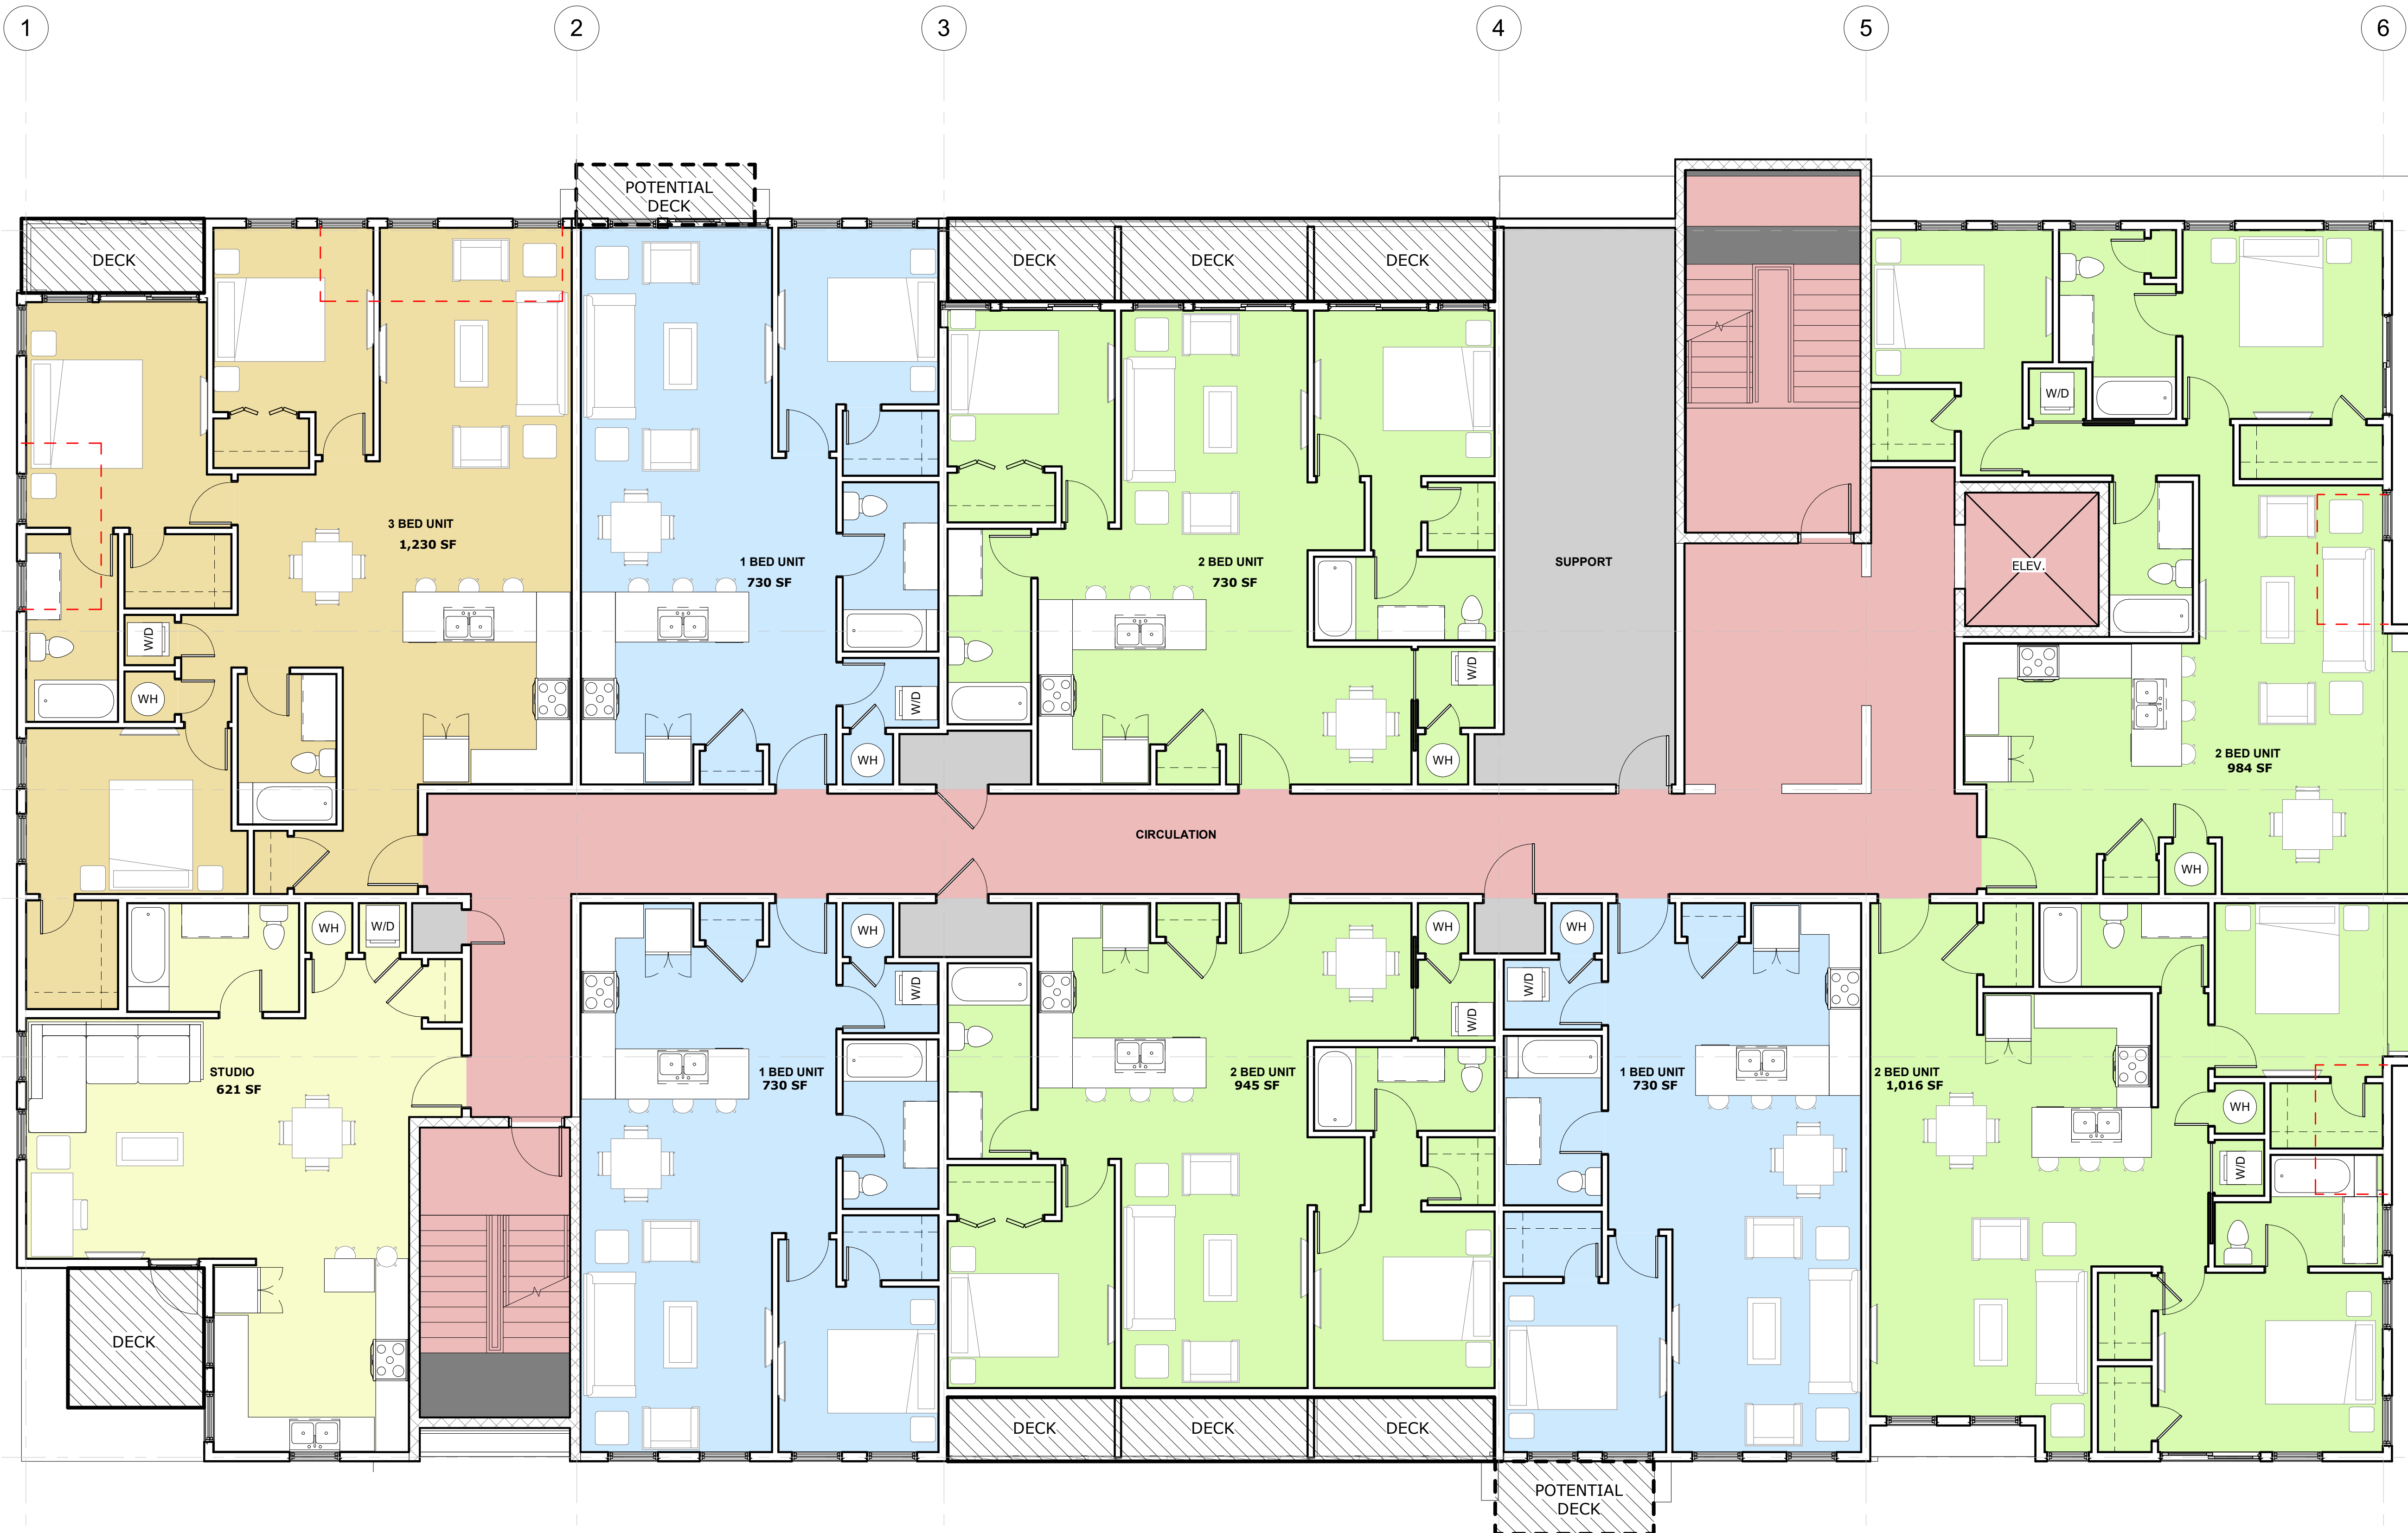 1 2 3 4 5 6
POTENTIAL
DECK
DECK
DECK DECK DECK
W/D
3 BED UNIT
1,230 SF
1 BED UNIT
730 SF
2 BED UNIT
730 SF
SUPPORT
ELEV.
W/D
WH
W/D
W/D
WH
WH
2 BED UNIT
984 SF
CIRCULATION
WH
WH
W/D
WH
W/D
WH
W/D
WH
W/D
STUDIO
621 SF
1 BED UNIT
730 SF
2 BED UNIT
945 SF
1 BED UNIT
730 SF
2 BED UNIT
1,016 SF
WH
W/D
DECK
DECK DECK DECK
POTENTIAL
DECK